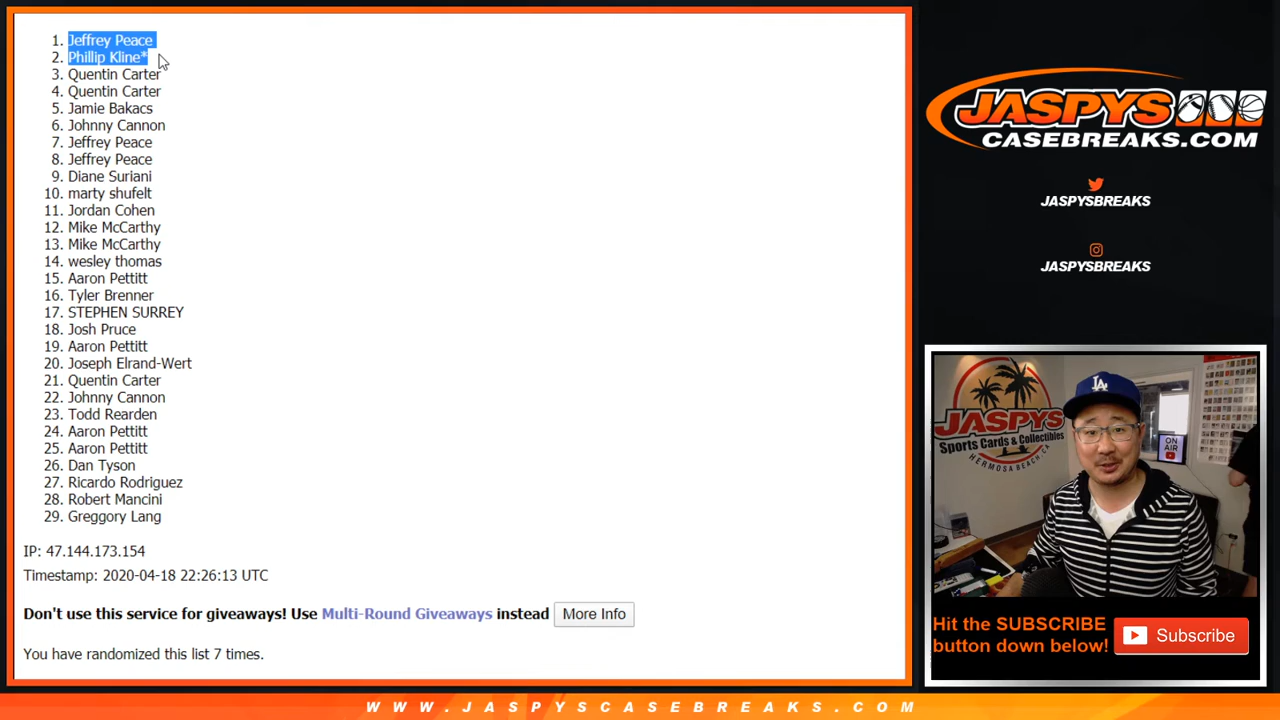 1. Jeffrey Peace
2. Phillip Kline*
3. Quentin Carter
4. Quentin Carter
5. Jamie Bakacs
6. Johnny Cannon
7. Jeffrey Peace
8. Jeffrey Peace
9. Diane Suriani
10. marty shufelt
11. Jordan Cohen
12. Mike McCarthy
13. Mike McCarthy
14. wesley thomas
15. Aaron Pettitt
16. Tyler Brenner
17. STEPHEN SURREY
18. Josh Pruce
19. Aaron Pettitt
20. Joseph Elrand-Wert
21. Quentin Carter
22. Johnny Cannon
23. Todd Rearden
24. Aaron Pettitt
25. Aaron Pettitt
26. Dan Tyson
27. Ricardo Rodriguez
28. Robert Mancini
29. Greggory Lang
IP: 47.144.173.154
Timestamp: 2020-04-18 22:26:13 UTC
Don't use this service for giveaways! Use Multi-Round Giveaways instead More Info
You have randomized this list 7 times.
JASPYS
CASEBREAKS.COM
JASPYSBREAKS
JASPYSBREAKS
JASPYS
Sports Cards & Collectibles
HERMOSA BEACH, CA
LA
ON AIR
Hit the SUBSCRIBE
button down below!
Subscribe
WWW.JASPYSCASEBREAKS.COM